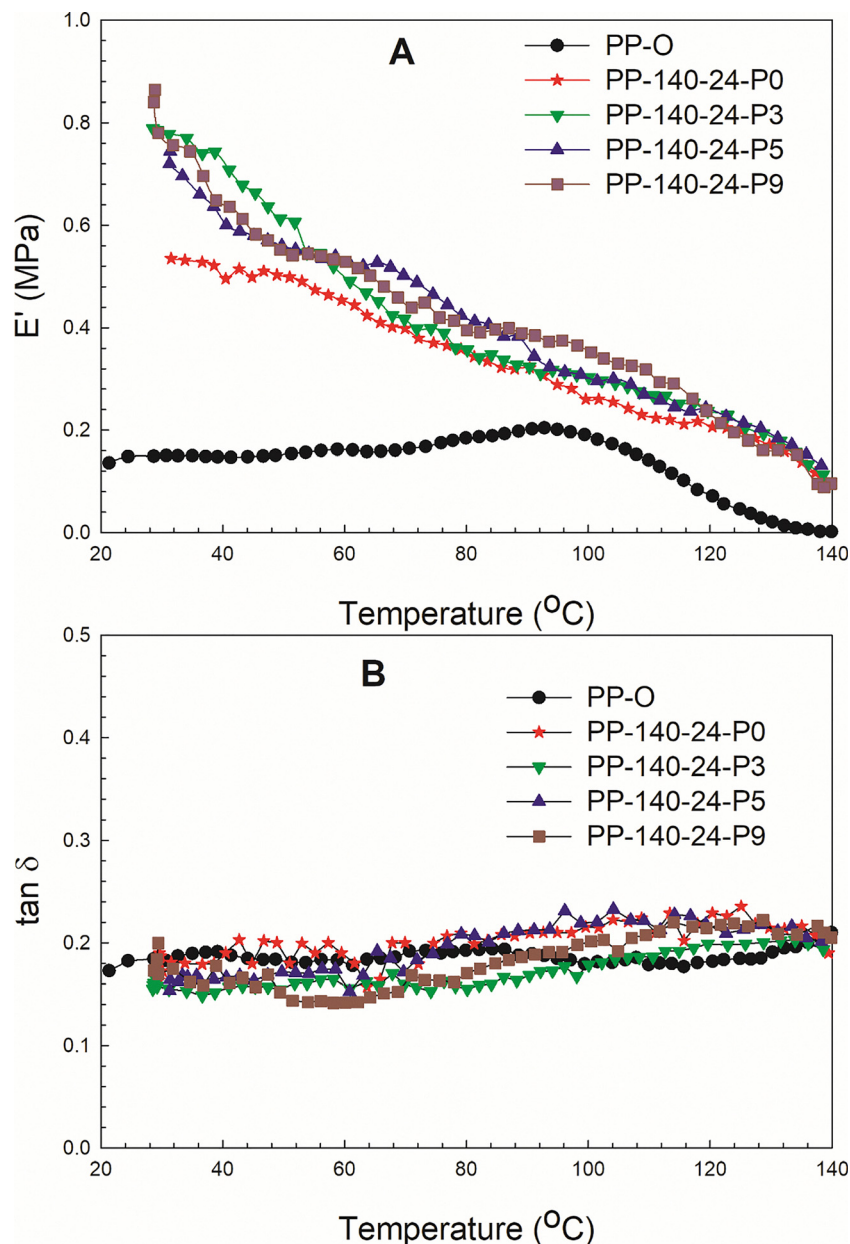 A
PP-O
PP-140-24-P0
PP-140-24-P3
PP-140-24-P5
PP-140-24-P9
1.0
0.8
0.6
0.4
0.2
0.0
E' (MPa)
20 40 60 80 100 120 140
Temperature (°C)
B
PP-O
PP-140-24-P0
PP-140-24-P3
PP-140-24-P5
PP-140-24-P9
0.5
0.4
0.3
0.2
0.1
0.0
tan δ
20 40 60 80 100 120 140
Temperature (°C)